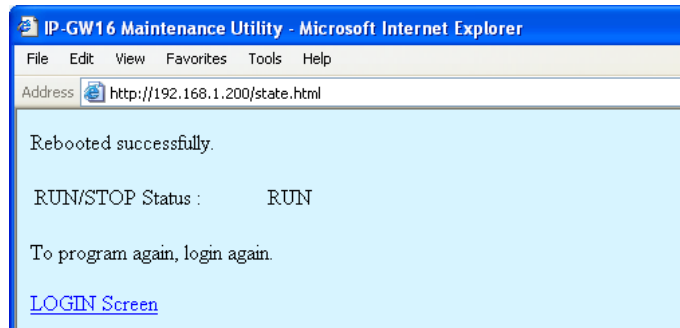 IP-GW16 Maintenance Utility - Microsoft Internet Explorer
File Edit View Favorites Tools Help
Address http://192.168.1.200/state.html
Rebooted successfully.
RUN/STOP Status : RUN
To program again, login again.
LOGIN Screen